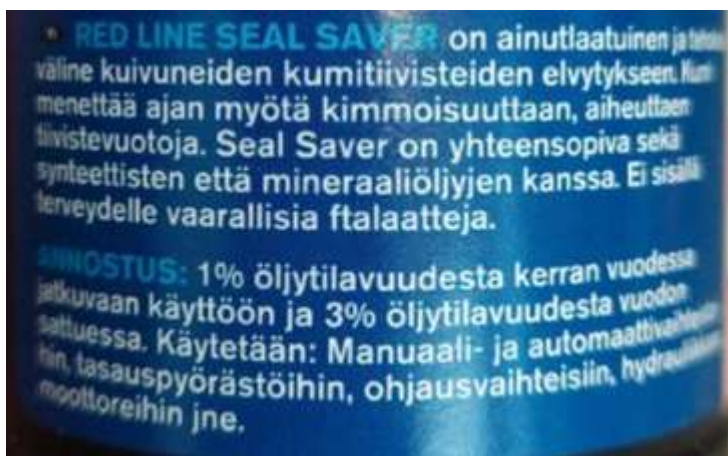 RED LINE SEAL SAVER on ainutlaatuinen ja
väline kuivuneiden kumitiivisteiden elvytykseen. Kumi
menettää ajan myötä kimmoisuuttaan, aiheuttaen
tiivistevuotoja. Seal Saver on yhteensopiva sekä
synteettisten että mineraaliöljyjen kanssa. Ei sisällä
terveydelle vaarallisia ftalaatteja.
ANNOSTUS: 1% öljytilavuudesta kerran vuodessa
jatkuvaan käyttöön ja 3% öljytilavuudesta vuodon
sattuessa. Käytetään: Manuaali- ja
hin, tasauspyörästöihin, ohjausvaihteisiin,
moottoreihin jne.